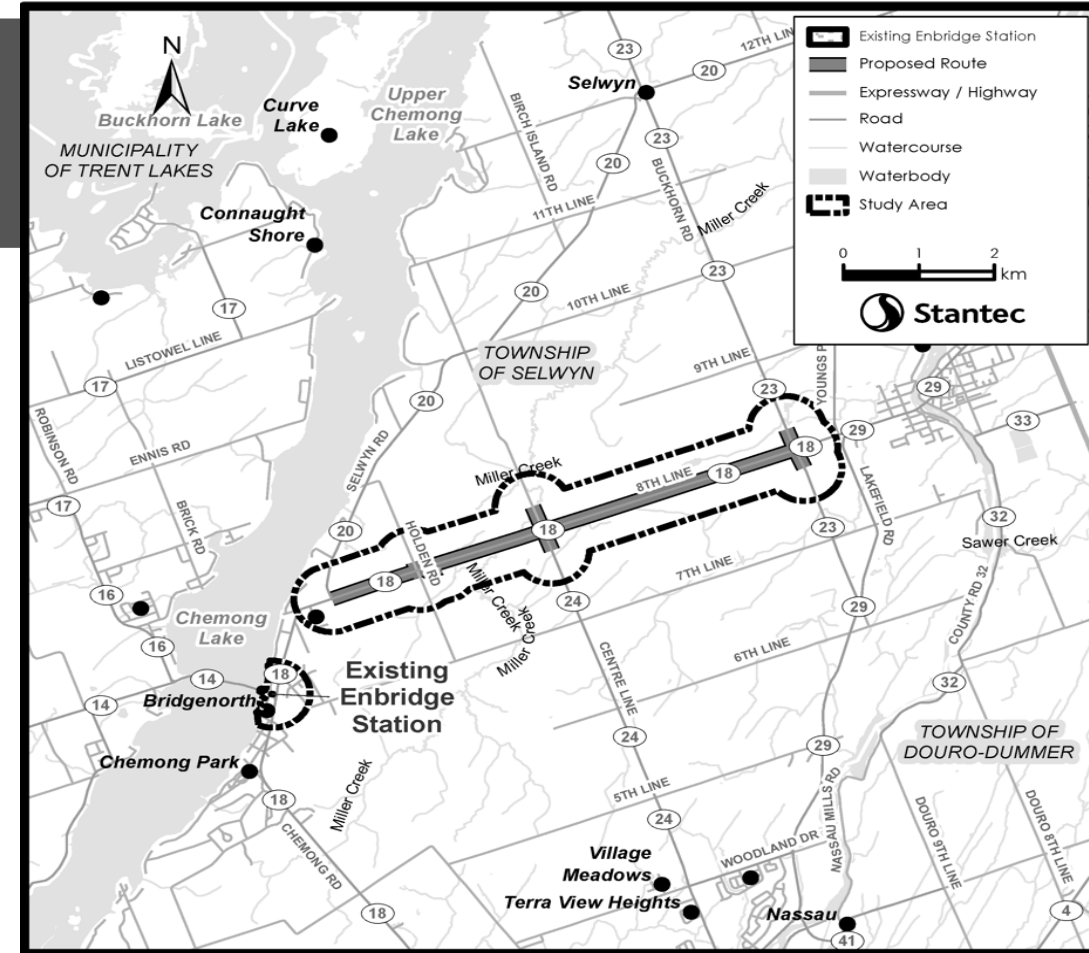 N
Buckhorn Lake
MUNICIPALITY
OF TRENT LAKES
Curve
Lake
Upper
Chemong
Lake
Selwyn
23
12TH LIN
20
23
BIRCH ISLAND RD
20
BUCKHORN RD
11TH LINE
Miller Creek
Connaught
Shore
23
20
10TH LINE
17
LISTOWEL LINE
TOWNSHIP
OF SELWYN
9TH LINE
YOUNGS P
17
20
23
29
33
ROBINSON RD
ENNIS RD
SELWYN RD
29
18
18
Miller Creek
8TH LINE
17
BRICK RD
20
HOLDEN RD
18
23
LAKEFIELD RD
32
Sawer Creek
18
7TH LINE
Miller Creek
Miller Creek
16
24
29
COUNTY RD 32
16
Chemong
Lake
6TH LINE
CENTRE LINE
14
18
32
14
Bridgenorth
Existing
Enbridge
Station
24
29
TOWNSHIP OF
DOURO-DUMMER
Chemong Park
18
Miller Creek
5TH LINE
24
NASSAU MILLS RD
DOURO 9TH LINE
DOURO 8TH LINE
CHEMONG RD
WOODLAND DR
Village
Meadows
Terra View Heights
18
Nassau
4
41
Existing Enbridge Station
Proposed Route
Expressway / Highway
Road
Watercourse
Waterbody
Study Area
0 1 2
km
Stantec